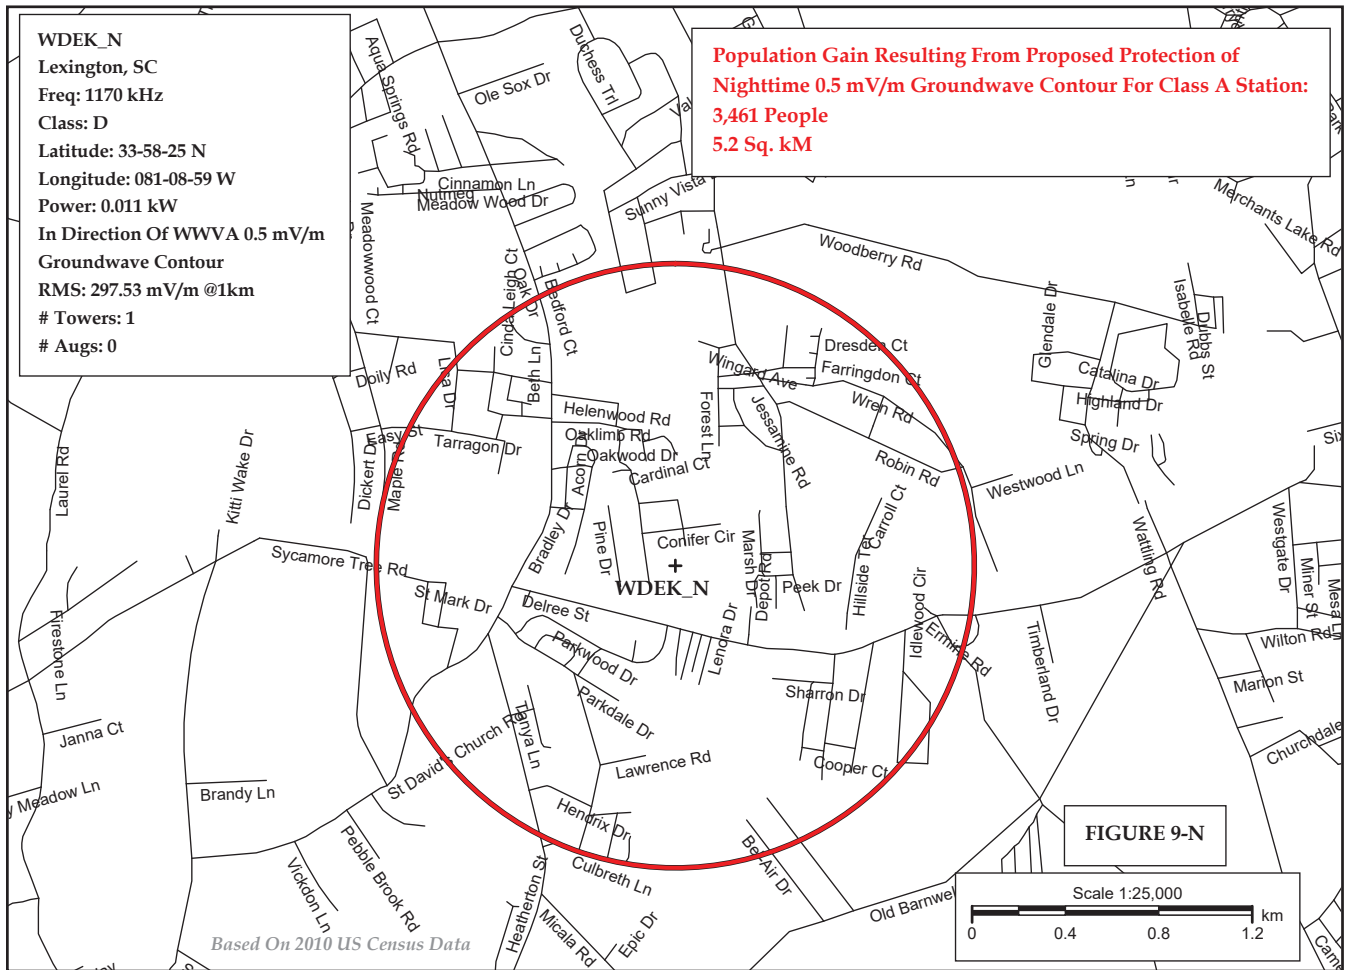 WDEK_N
Lexington, SC
Freq: 1170 kHz
Class: D
Latitude: 33-58-25 N
Longitude: 081-08-59 W
Power: 0.011 kW
In Direction Of WWVA 0.5 mV/m
Groundwave Contour
RMS: 297.53 mV/m @1km
# Towers: 1
# Augs: 0
Population Gain Resulting From Proposed Protection of
Nighttime 0.5 mV/m Groundwave Contour For Class A Station:
3,461 People
5.2 Sq. kM
Aqua Springs Rd
Ole Sox Dr
Duchess Trl
Cinnamon Ln
Nutmeg
Meadow Wood Dr
Sunny Vista
Merchants Lake Rd
Meadowwood Ct
Woodberry Rd
Cinda Leigh Ct
Oak Dr
Bedford Ct
Glendale Dr
Isabelle Rd
Dubbs St
Doily Rd
Lila Dr
Beth Ln
Wingard Ave
Dresden Ct
Farringdon Ct
Catalina Dr
Highland Dr
Helenwood Rd
Forest Ln
Jessamine Rd
Wren Rd
Easy St
Tarragon Dr
Oaklimb Rd
Oakwood Dr
Cardinal Ct
Acorn Dr
Robin Rd
Spring Dr
Six
Laurel Rd
Kitti Wake Dr
Dickert Dr
Maple Rd
Westwood Ln
Carroll Ct
Wattling Rd
Westgate Dr
Bradley Dr
Pine Dr
Conifer Cir
Marsh Dr
Depot Rd
Hillside Ter
Sycamore Tree Rd
WDEK_N
Peek Dr
Idlewood Cir
Miner St
Mesa Ln
St Mark Dr
Delree St
Lenora Dr
Ermine Rd
Timberland Dr
Wilton Rd
Firestone Ln
Parkwood Dr
Sharron Dr
Marion St
Janna Ct
Parkdale Dr
Tanya Ln
St David's Church Rd
Lawrence Rd
Cooper Ct
Churchdale
y Meadow Ln
Brandy Ln
Hendrix Dr
Culbreth Ln
Bel-Air Dr
FIGURE 9-N
Pebble Brook Rd
Vickdon Ln
Heatherton St
Micala Rd
Epic Dr
Old Barnwel
Scale 1:25,000
km
0 0.4 0.8 1.2
Based On 2010 US Census Data
Came